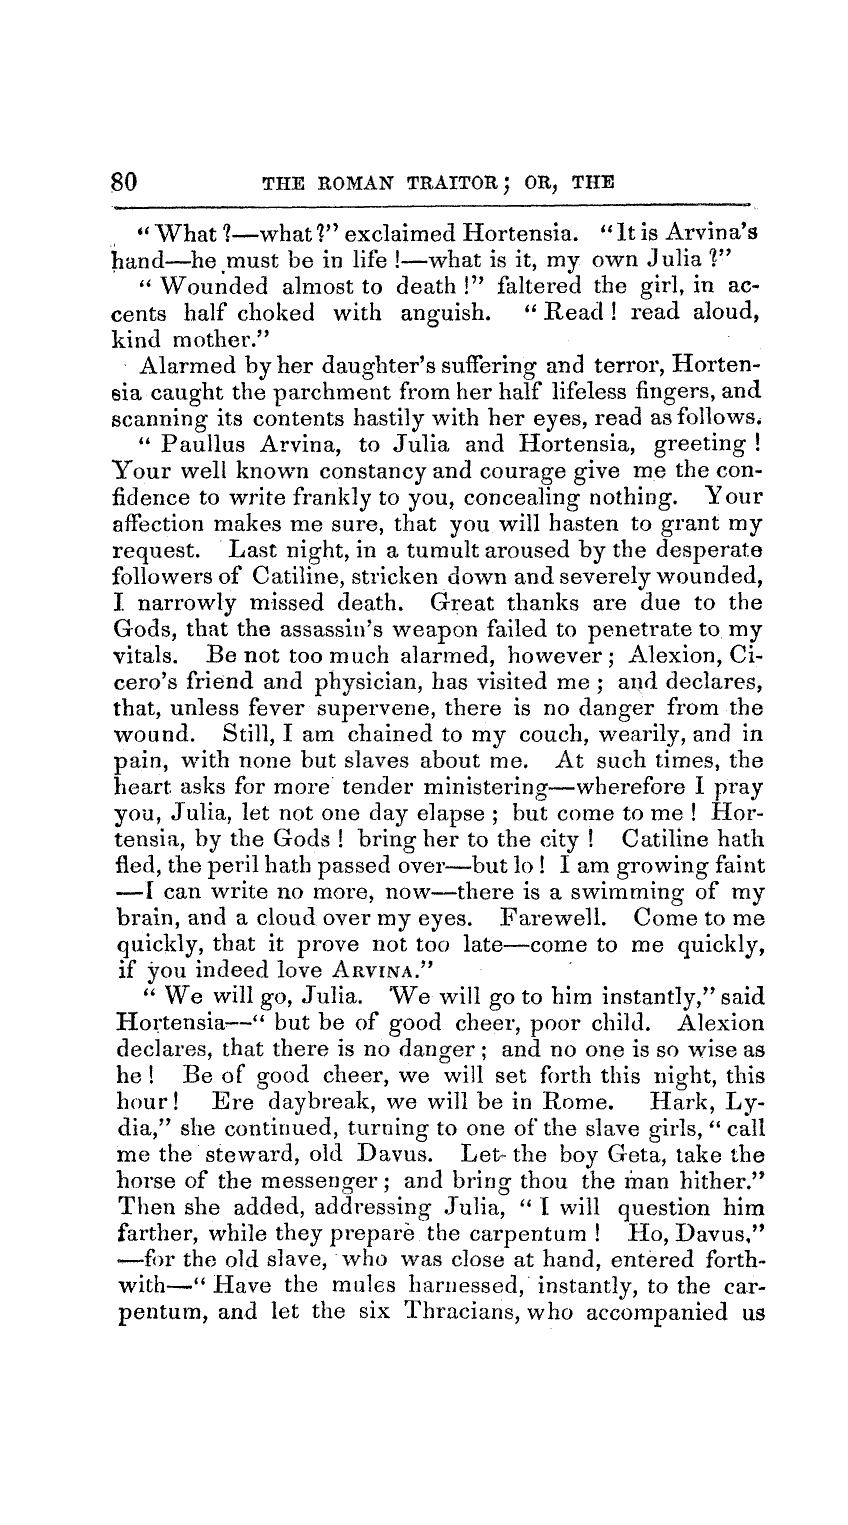 80 THE ROMAN TRAITOR; OR, THE
"What?—what?" exclaimed Hortensia. "It is Arvina's
hand—he must be in life!—what is it, my own Julia?"
"Wounded almost to death!" faltered the girl, in ac-
cents half choked with anguish. "Read! read aloud,
kind mother."
Alarmed by her daughter's suffering and terror, Horten-
sia caught the parchment from her half lifeless fingers, and
scanning its contents hastily with her eyes, read as follows.
"Paullus Arvina, to Julia and Hortensia, greeting!
Your well known constancy and courage give me the con-
fidence to write frankly to you, concealing nothing. Your
affection makes me sure, that you will hasten to grant my
request. Last night, in a tumult aroused by the desperate
followers of Catiline, stricken down and severely wounded,
I narrowly missed death. Great thanks are due to the
Gods, that the assassin's weapon failed to penetrate to my
vitals. Be not too much alarmed, however; Alexion, Ci-
cero's friend and physician, has visited me; and declares,
that, unless fever supervene, there is no danger from the
wound. Still, I am chained to my couch, wearily, and in
pain, with none but slaves about me. At such times, the
heart asks for more tender ministering—wherefore I pray
you, Julia, let not one day elapse; but come to me! Hor-
tensia, by the Gods! bring her to the city! Catiline hath
fled, the peril hath passed over—but lo! I am growing faint
—I can write no more, now—there is a swimming of my
brain, and a cloud over my eyes. Farewell. Come to me
quickly, that it prove not too late—come to me quickly,
if you indeed love ARVINA."
"We will go, Julia. We will go to him instantly," said
Hortensia—"but be of good cheer, poor child. Alexion
declares, that there is no danger; and no one is so wise as
he! Be of good cheer, we will set forth this night, this
hour! Ere daybreak, we will be in Rome. Hark, Ly-
dia," she continued, turning to one of the slave girls, "call
me the steward, old Davus. Let the boy Geta, take the
horse of the messenger; and bring thou the man hither."
Then she added, addressing Julia, "I will question him
farther, while they prepare the carpentum! Ho, Davus,"
—for the old slave, who was close at hand, entered forth-
with—"Have the mules harnessed, instantly, to the car-
pentum, and let the six Thracians, who accompanied us